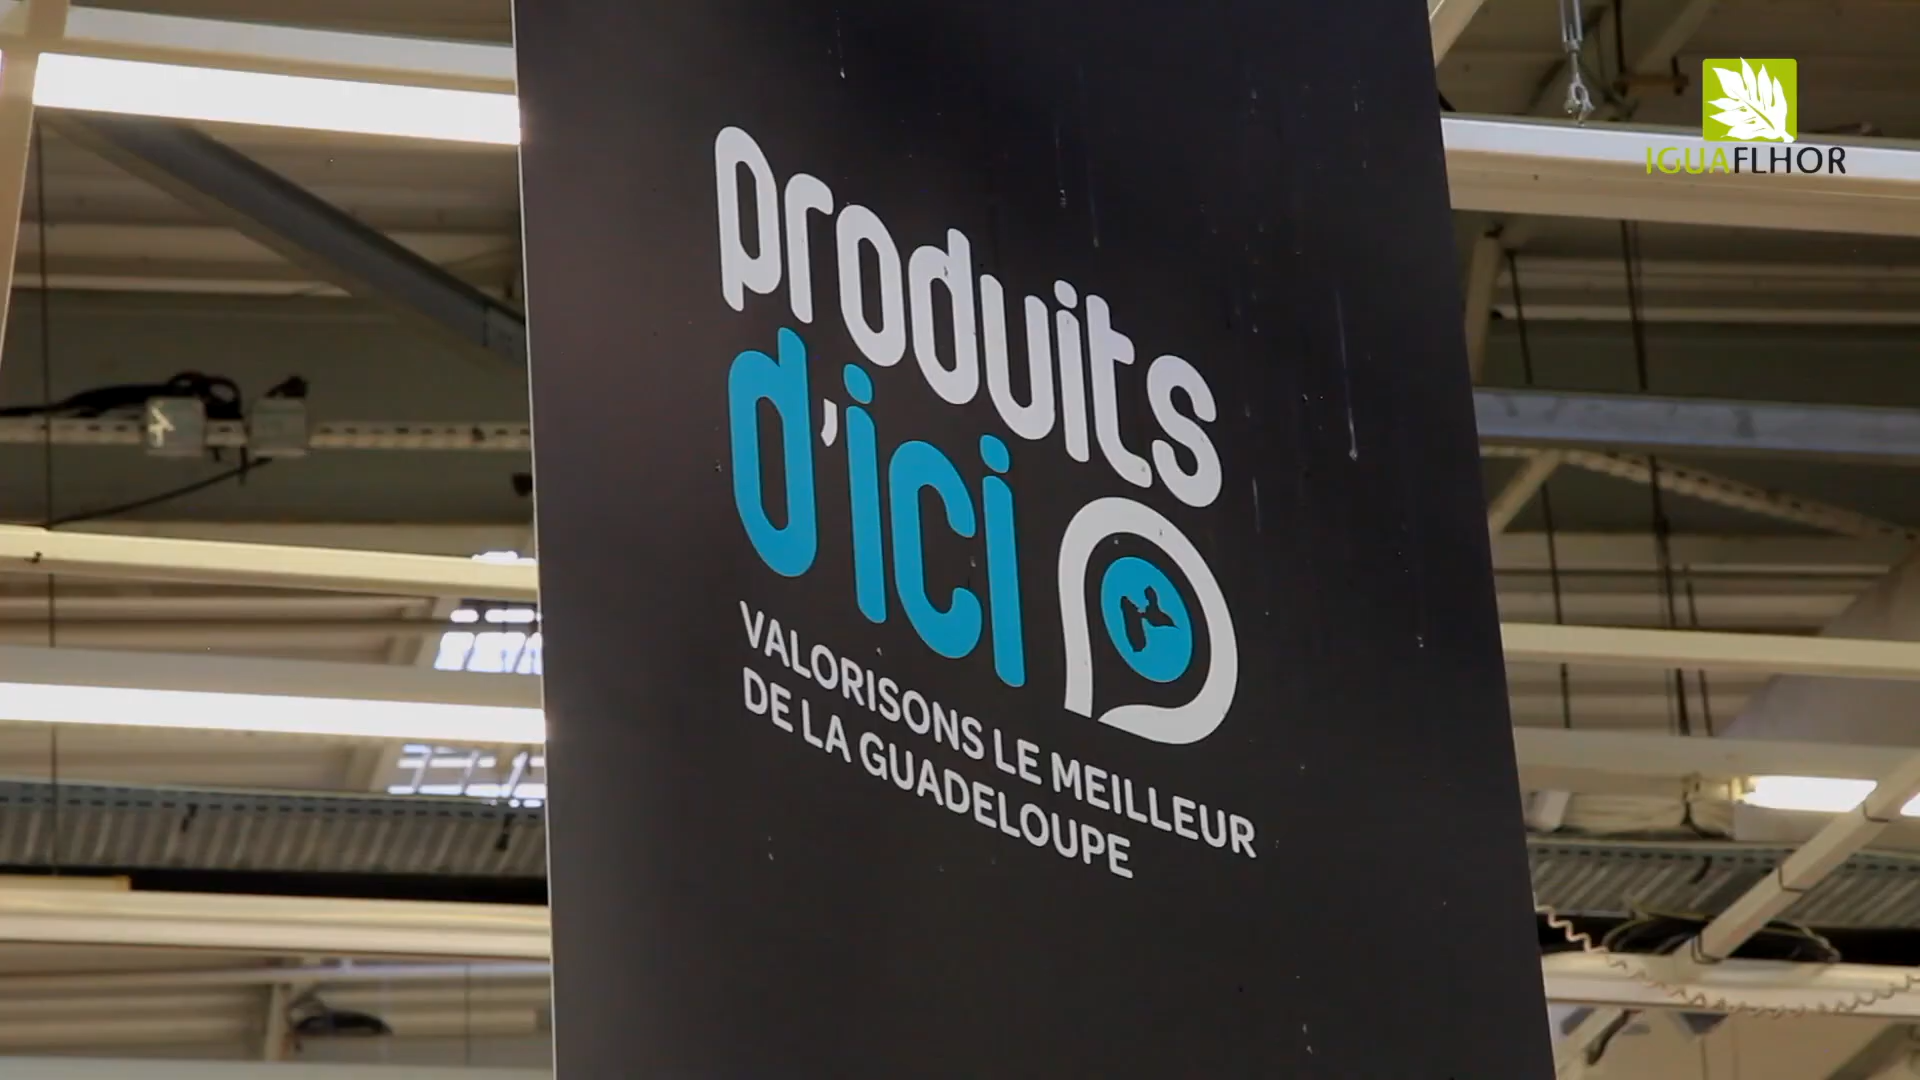 IGUAFLHOR
produits
d'ici
VALORISONS LE MEILLEUR
DE LA GUADELOUPE